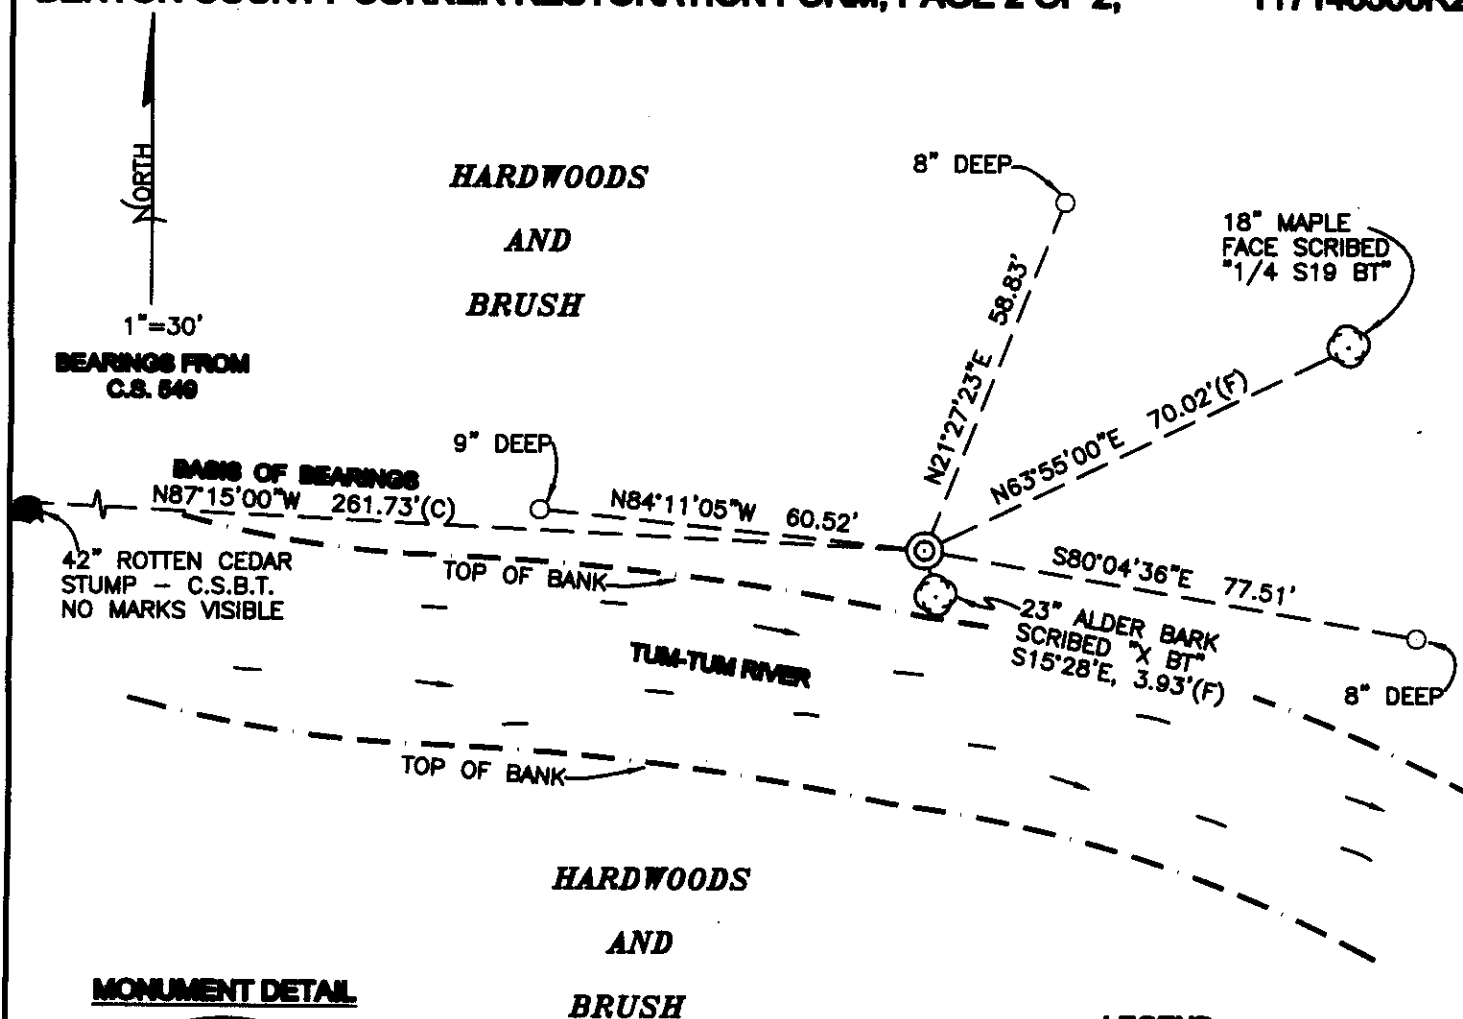 NORTH
1"=30'
BEARINGS FROM
C.S. 549
HARDWOODS
AND
BRUSH
8" DEEP
18" MAPLE
FACE SCRIBED
"1/4 S19 BT"
N21°27'23"E 58.83'
N63°55'00"E 70.02'(F)
9" DEEP
BASIS OF BEARINGS
N87°15'00"W 261.73'(C)
N84°11'05"W 60.52'
42" ROTTEN CEDAR
STUMP – C.S.B.T.
NO MARKS VISIBLE
TOP OF BANK
S80°04'36"E 77.51'
23" ALDER BARK
SCRIBED "X BT"
S15°28'E, 3.93'(F)
8" DEEP
TUM-TUM RIVER
TOP OF BANK
HARDWOODS
AND
BRUSH
MONUMENT DETAIL